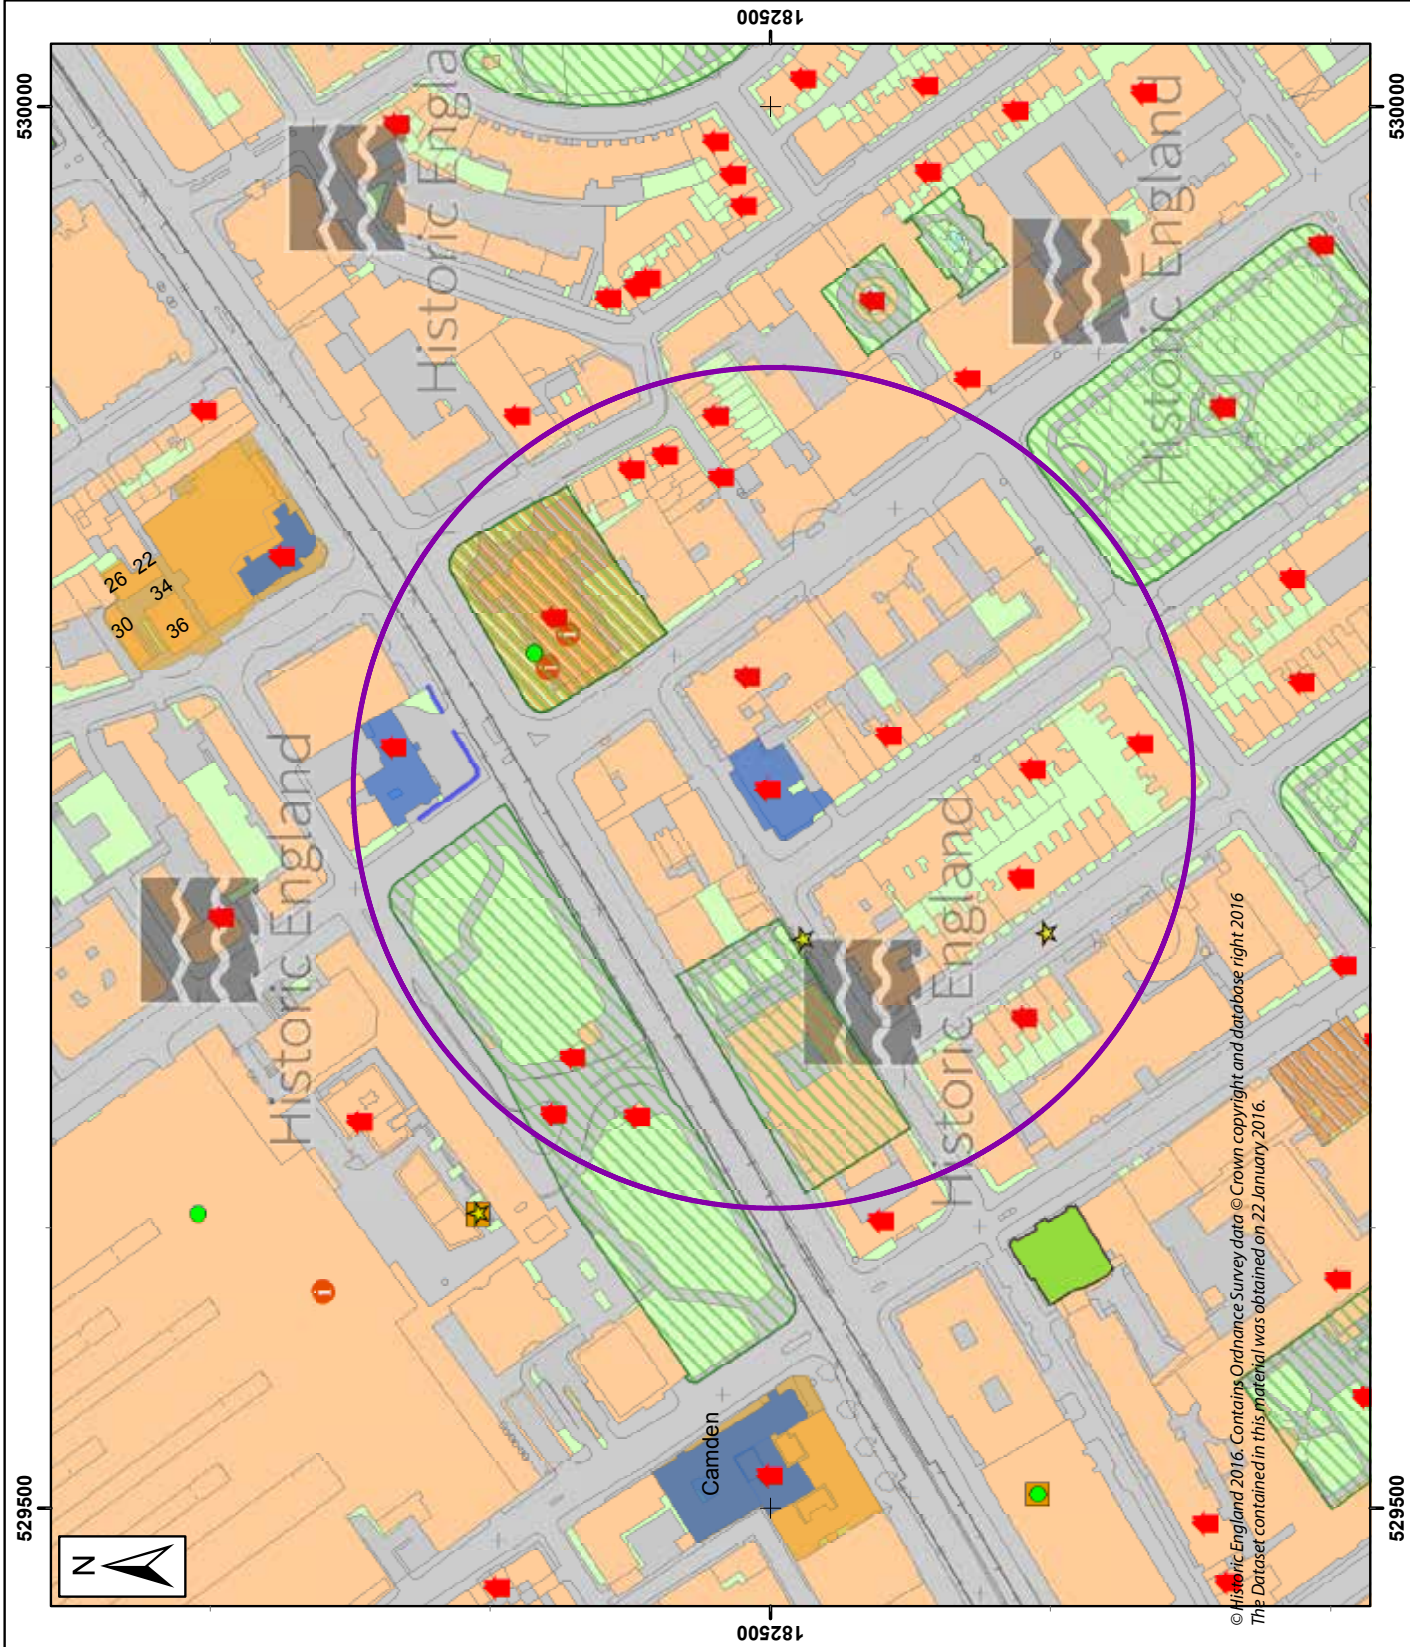 530000
529500
182500
182500
530000
529500
N
Historic England
Historic England
Historic England
Historic England
26
22
34
30
36
Camden
© Historic England 2016. Contains Ordnance Survey data © Crown copyright and database right 2016
The Dataset contained in this material was obtained on 22 January 2016.